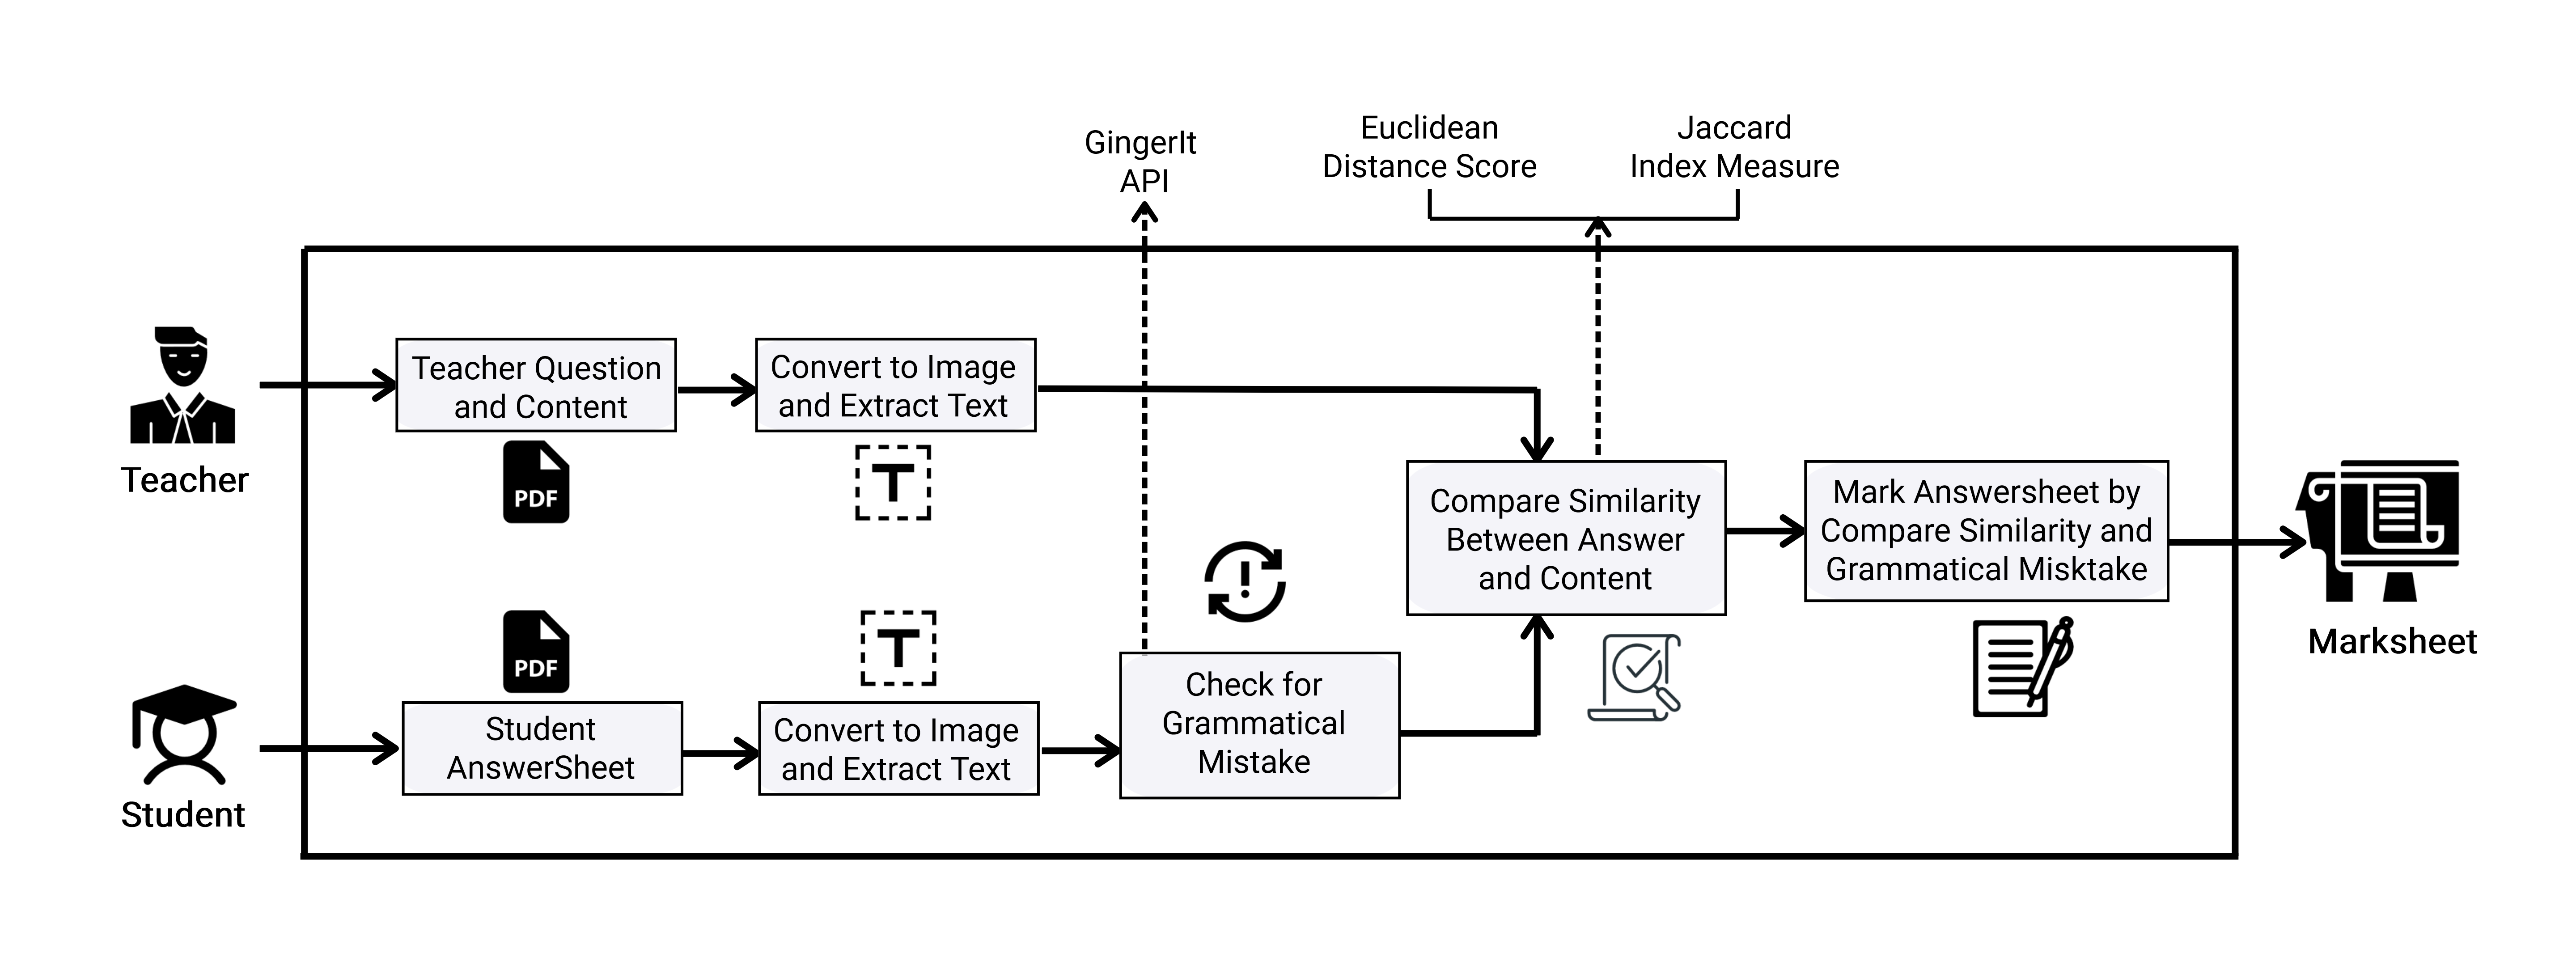 GingerIt
API
Euclidean
Distance Score
Jaccard
Index Measure
Teacher
Teacher Question
and Content
PDF
Convert to Image
and Extract Text
T
Student
PDF
Student
AnswerSheet
T
Convert to Image
and Extract Text
Check for
Grammatical
Mistake
Compare Similarity
Between Answer
and Content
Mark Answersheet by
Compare Similarity and
Grammatical Misktake
Marksheet